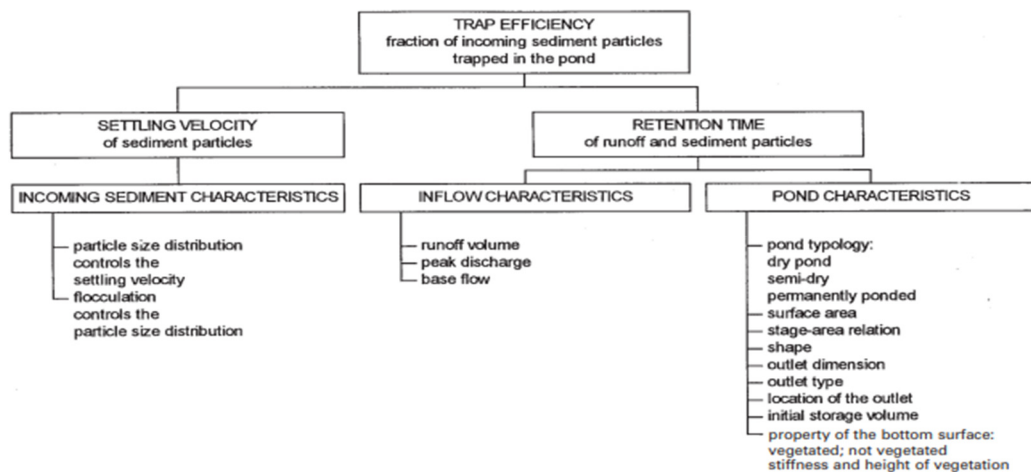 TRAP EFFICIENCY
fraction of incoming sediment particles
trapped in the pond
SETTLING VELOCITY
of sediment particles
RETENTION TIME
of runoff and sediment particles
INCOMING SEDIMENT CHARACTERISTICS
particle size distribution
controls the
settling velocity
flocculation
controls the
particle size distribution
INFLOW CHARACTERISTICS
runoff volume
peak discharge
base flow
POND CHARACTERISTICS
pond typology:
dry pond
semi-dry
permanently ponded
surface area
stage-area relation
shape
outlet dimension
outlet type
location of the outlet
initial storage volume
property of the bottom surface:
vegetated; not vegetated
stiffness and height of vegetation